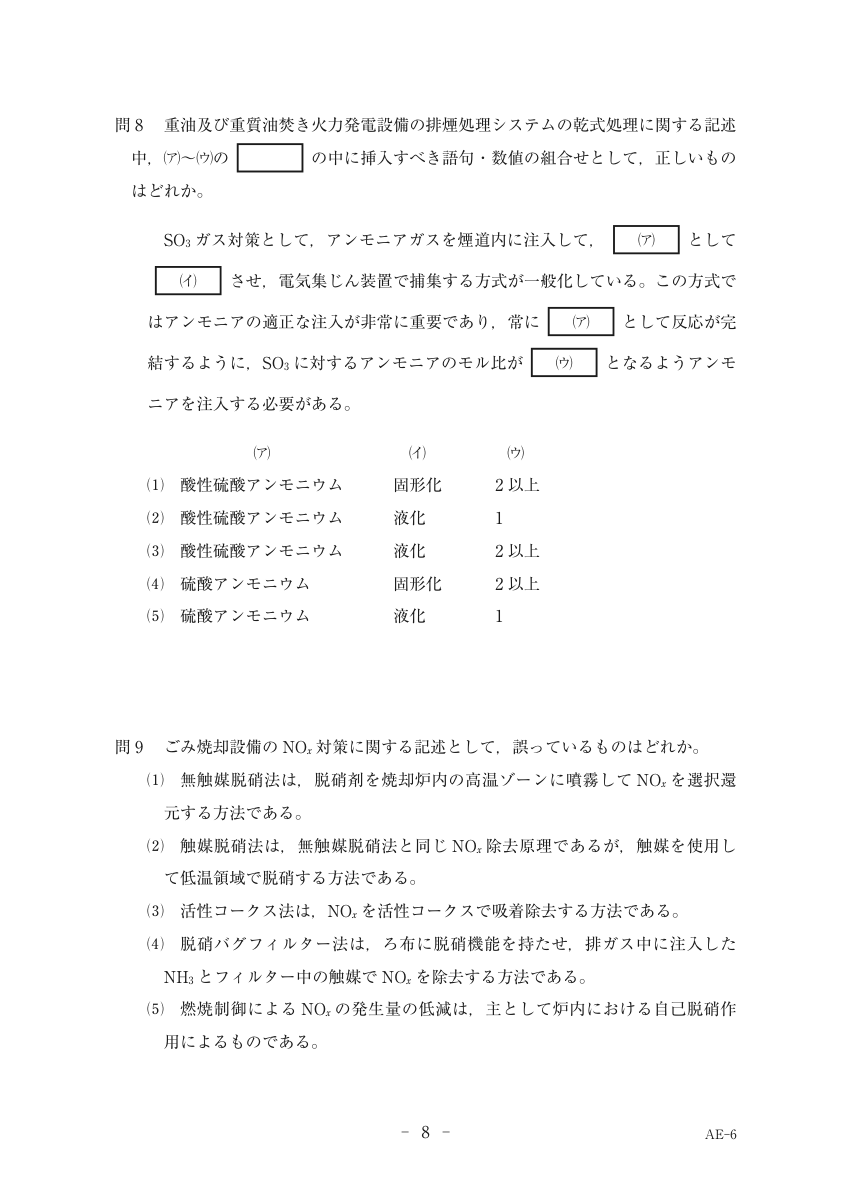 問8 重油及び重質油焚き火力発電設備の排煙処理システムの乾式処理に関する記述
中，㋐～㋒の の中に挿入すべき語句・数値の組合せとして，正しいもの
はどれか。
SO₃ガス対策として，アンモニアガスを煙道内に注入して， (ア) として
(イ) させ，電気集じん装置で捕集する方式が一般化している。この方式で
はアンモニアの適正な注入が非常に重要であり，常に (ア) として反応が完
結するように，SO₃に対するアンモニアのモル比が (ウ) となるようアンモ
ニアを注入する必要がある。
(ア) (イ) (ウ)
(1) 酸性硫酸アンモニウム 固形化 2以上
(2) 酸性硫酸アンモニウム 液化 1
(3) 酸性硫酸アンモニウム 液化 2以上
(4) 硫酸アンモニウム 固形化 2以上
(5) 硫酸アンモニウム 液化 1
問9 ごみ焼却設備のNOₓ対策に関する記述として，誤っているものはどれか。
(1) 無触媒脱硝法は，脱硝剤を焼却炉内の高温ゾーンに噴霧してNOₓを選択還
元する方法である。
(2) 触媒脱硝法は，無触媒脱硝法と同じNOₓ除去原理であるが，触媒を使用し
て低温領域で脱硝する方法である。
(3) 活性コークス法は，NOₓを活性コークスで吸着除去する方法である。
(4) 脱硝バグフィルター法は，ろ布に脱硝機能を持たせ，排ガス中に注入した
NH₃とフィルター中の触媒でNOₓを除去する方法である。
(5) 燃焼制御によるNOₓの発生量の低減は，主として炉内における自己脱硝作
用によるものである。
– 8 –
AE–6